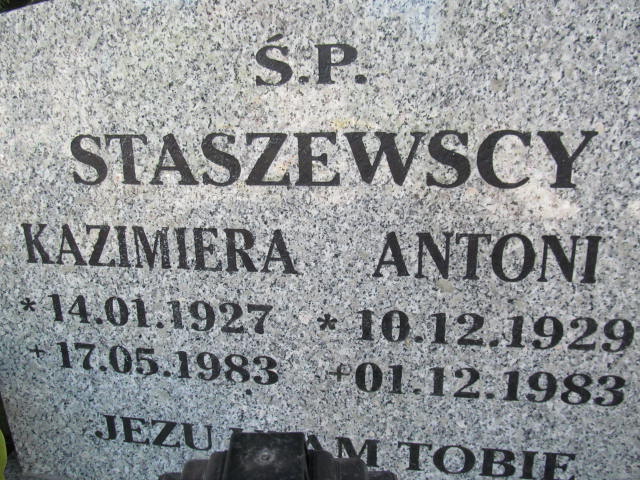 Ś.P.
STASZEWSCY
KAZIMIERA ANTONI
* 14.01.1927 * 10.12.1929
+ 17.05.1983 + 01.12.1983
JEZU TOBIE